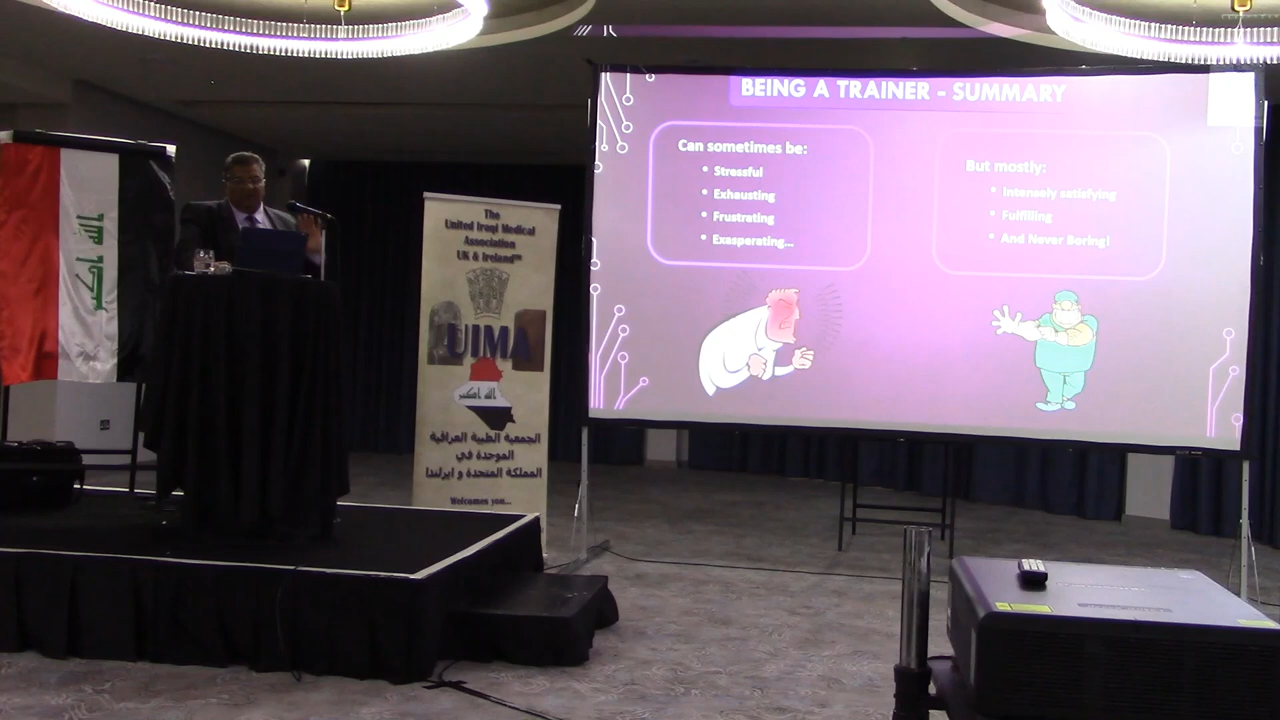 BEING A TRAINER - SUMMARY
Can sometimes be:
• Stressful
• Exhausting
• Frustrating
• Exasperating...
But mostly:
• Intensely satisfying
• Fulfilling
• And Never Boring!
الله اكبر
The
United Iraqi Medical
Association
UK & Ireland™
UIMA
الله اكبر
الجمعية الطبية العراقية
الموحدة في
المملكة المتحدة و ايرلندا
Welcomes you...